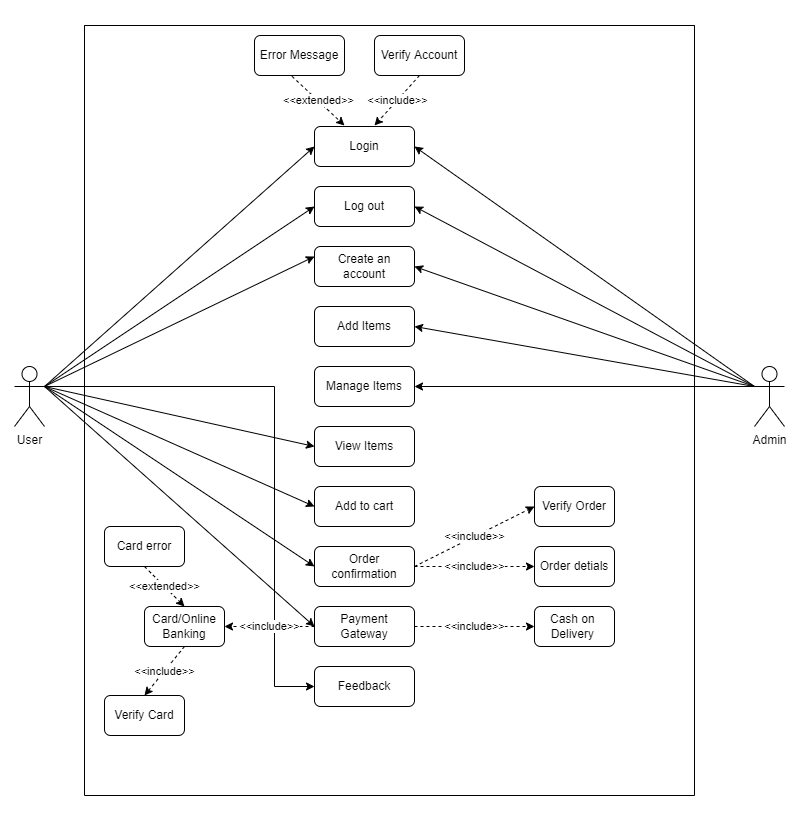 Error Message
Verify Account
<<extended>>
<<include>>
Login
Log out
Create an
account
Add Items
Manage Items
User
Admin
View Items
Add to cart
Verify Order
<<include>>
Card error
Order
confirmation
<<include>>
Order detials
<<extended>>
Card/Online
Banking
<<include>>
Payment
Gateway
<<include>>
Cash on
Delivery
<<include>>
Feedback
Verify Card